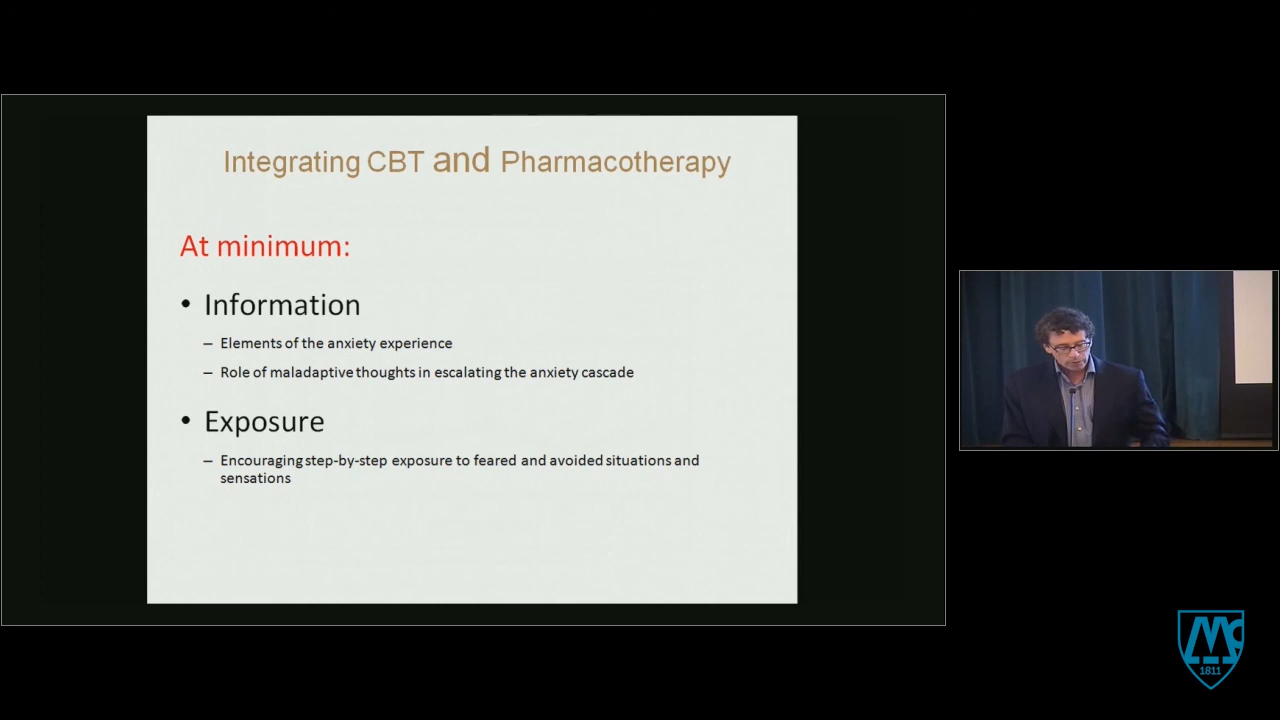 Integrating CBT and Pharmacotherapy
At minimum:
• Information
– Elements of the anxiety experience
– Role of maladaptive thoughts in escalating the anxiety cascade
• Exposure
– Encouraging step-by-step exposure to feared and avoided situations and
sensations
Mc
1811